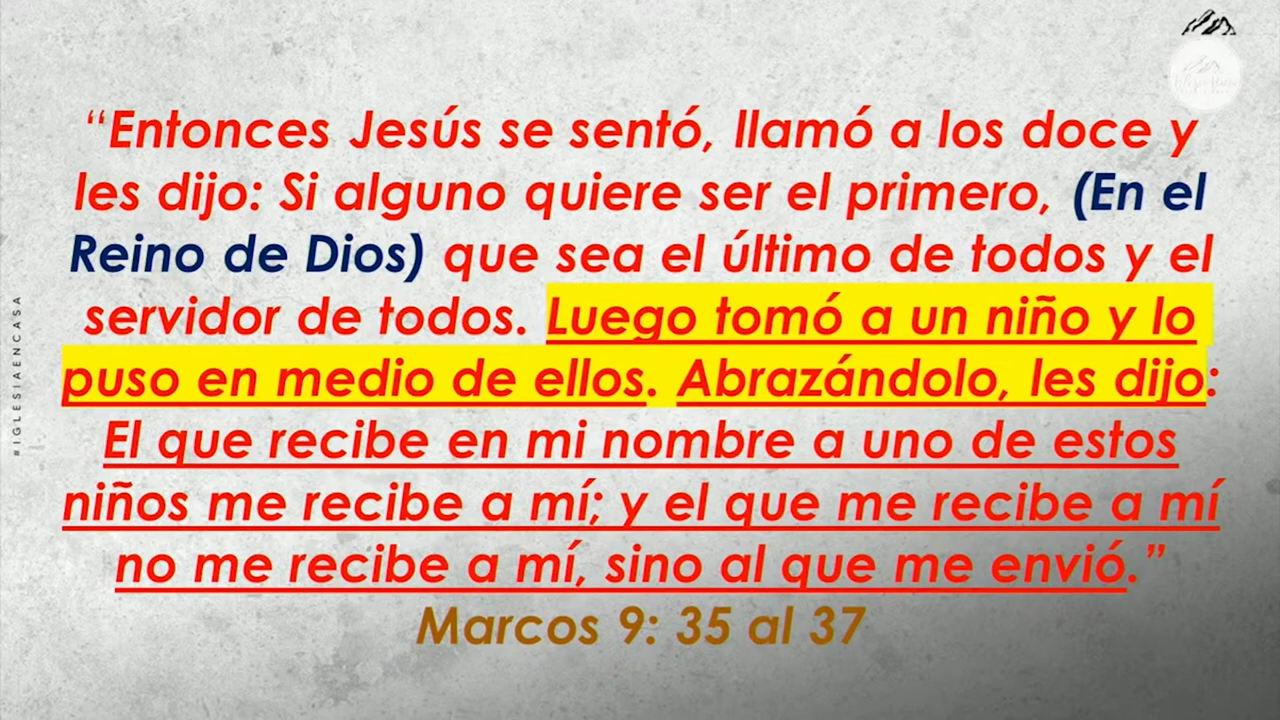 “Entonces Jesús se sentó, llamó a los doce y
les dijo: Si alguno quiere ser el primero, (En el
Reino de Dios) que sea el último de todos y el
servidor de todos. Luego tomó a un niño y lo
puso en medio de ellos. Abrazándolo, les dijo:
El que recibe en mi nombre a uno de estos
niños me recibe a mí; y el que me recibe a mí
no me recibe a mí, sino al que me envió.”
Marcos 9: 35 al 37
#IGLESIAENCASA